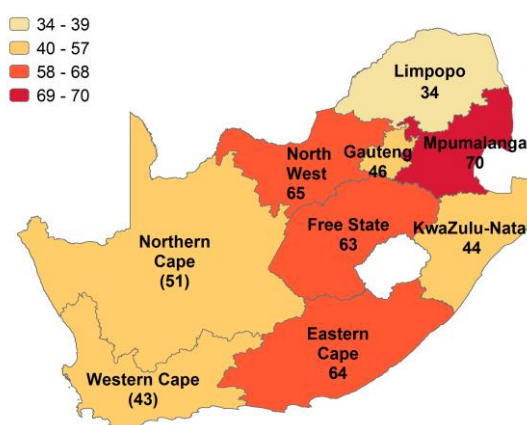 34 - 39
40 - 57
58 - 68
69 - 70
Limpopo
34
Mpumalanga
70
Gauteng
46
North
West
65
Free State
63
KwaZulu-Nata
44
Northern
Cape
(51)
Eastern
Cape
64
Western Cape
(43)